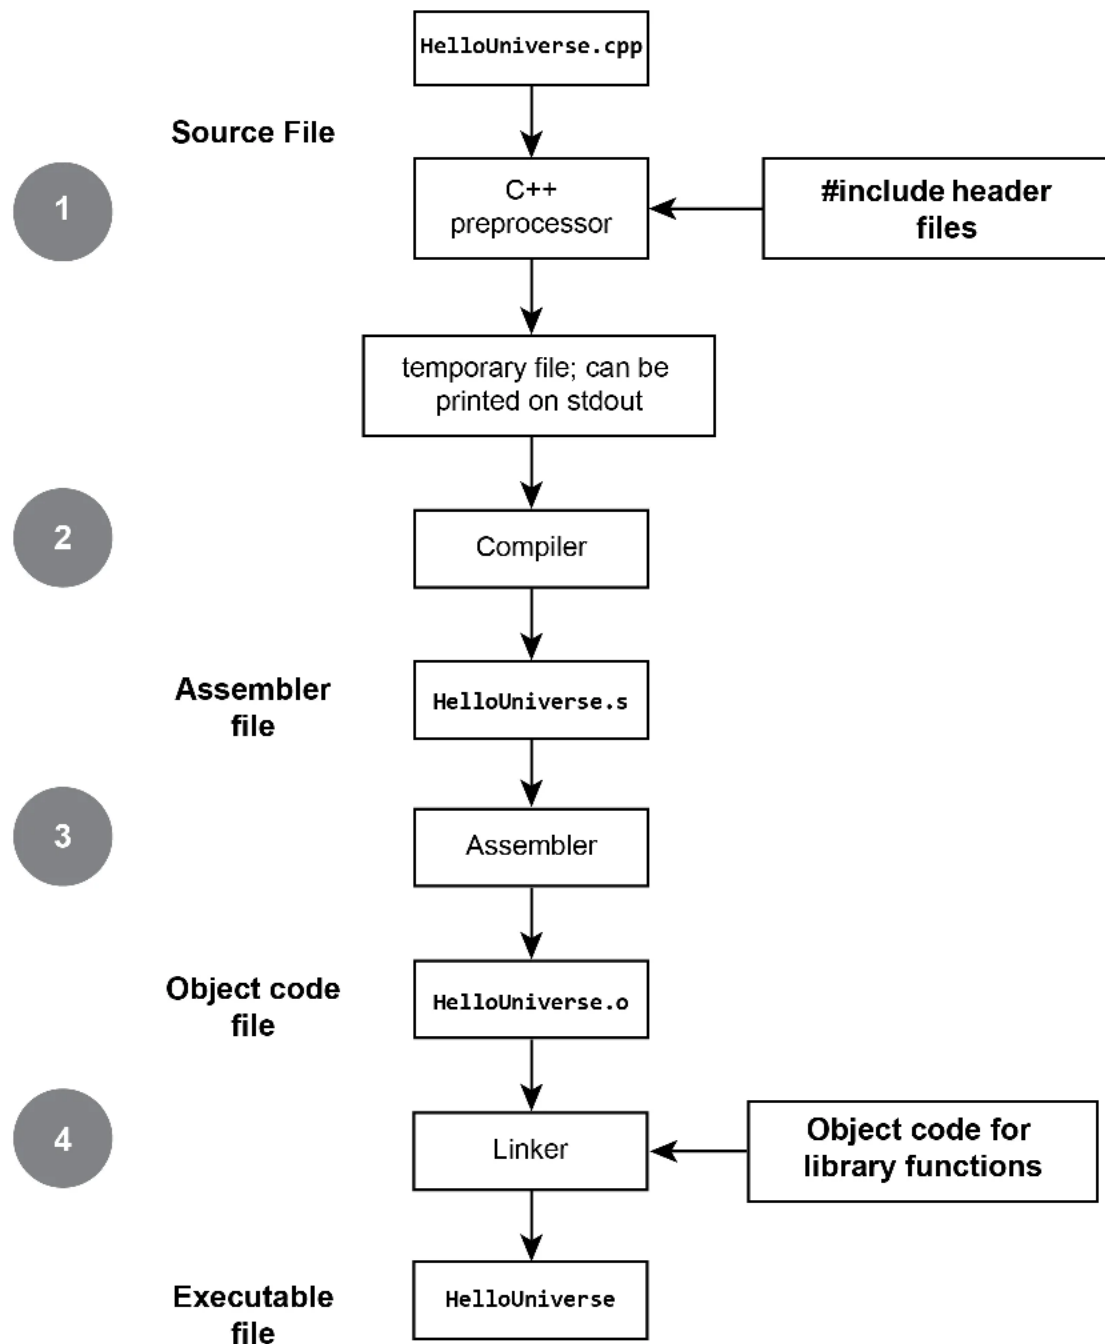 HelloUniverse.cpp
Source File
1
C++
preprocessor
#include header
files
temporary file; can be
printed on stdout
2
Compiler
Assembler
file
HelloUniverse.s
3
Assembler
Object code
file
HelloUniverse.o
4
Linker
Object code for
library functions
Executable
file
HelloUniverse